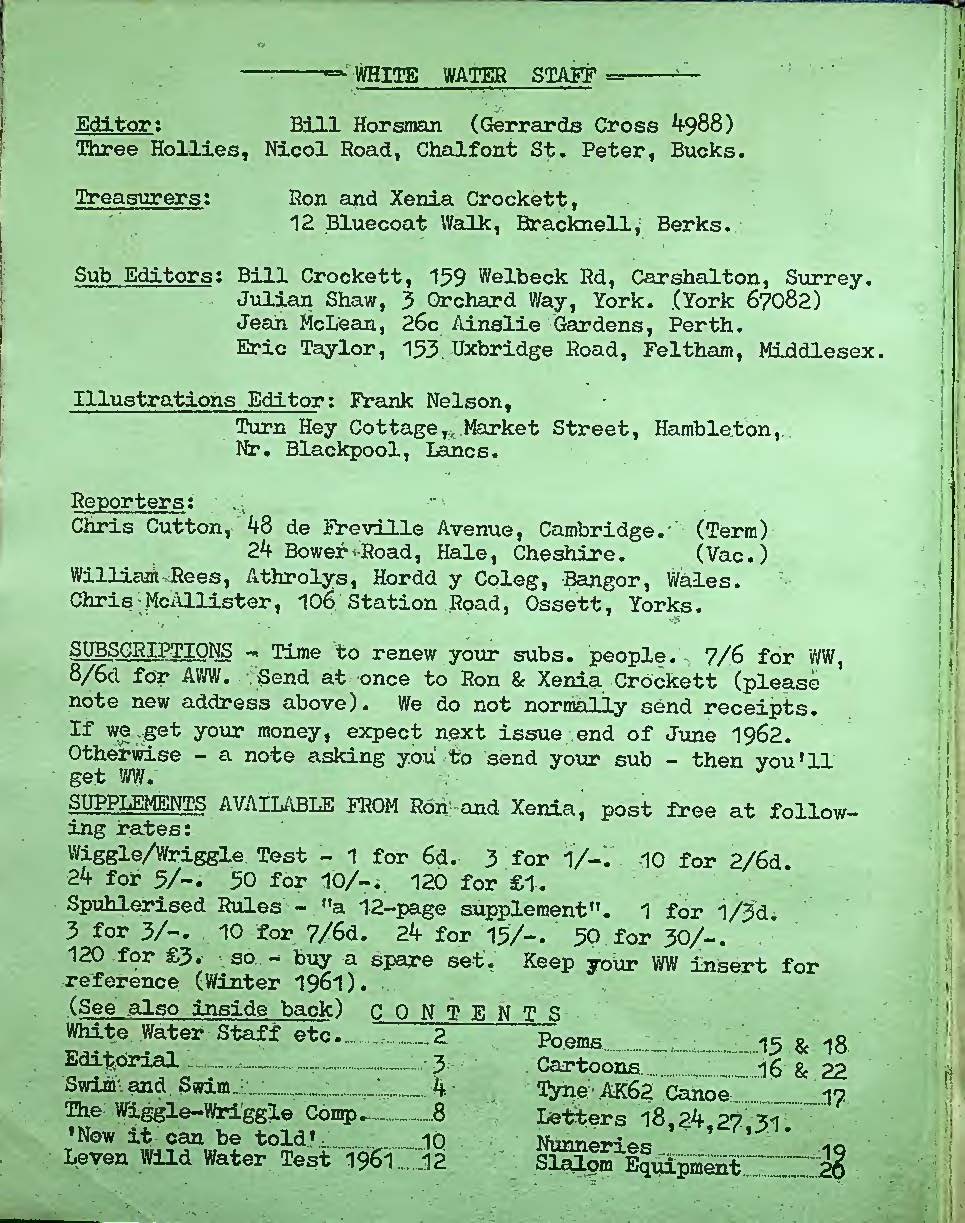 WHITE WATER STAFF
Editor: Bill Horsman (Gerrards Cross 4988)
Three Hollies, Nicol Road, Chalfont St. Peter, Bucks.
Treasurers: Ron and Xenia Crockett,
12 Bluecoat Walk, Bracknell, Berks.
Sub Editors: Bill Crockett, 159 Welbeck Rd, Carshalton, Surrey.
Julian Shaw, 3 Orchard Way, York. (York 67082)
Jean McLean, 26c Ainslie Gardens, Perth.
Eric Taylor, 153 Uxbridge Road, Feltham, Middlesex.
Illustrations Editor: Frank Nelson,
Turn Hey Cottage, Market Street, Hambleton,
Nr. Blackpool, Lancs.
Reporters:
Chris Cutton, 48 de Freville Avenue, Cambridge. (Term)
24 Bower Road, Hale, Cheshire. (Vac.)
William Rees, Athrolys, Hordd y Coleg, Bangor, Wales.
Chris McAllister, 106 Station Road, Ossett, Yorks.
SUBSCRIPTIONS - Time to renew your subs. people. 7/6 for WW,
8/6d for AWW. Send at once to Ron & Xenia Crockett (please
note new address above). We do not normally send receipts.
If we get your money, expect next issue end of June 1962.
Otherwise - a note asking you to send your sub - then you'll
get WW.
SUPPLEMENTS AVAILABLE FROM Ron and Xenia, post free at follow-
ing rates:
Wiggle/Wriggle Test - 1 for 6d. 3 for 1/-. 10 for 2/6d.
24 for 5/-. 50 for 10/-. 120 for £1.
Spuhlerised Rules - "a 12-page supplement". 1 for 1/3d.
3 for 3/-. 10 for 7/6d. 24 for 15/-. 50 for 30/-.
120 for £3. so - buy a spare set. Keep your WW insert for
reference (Winter 1961).
(See also inside back) C O N T E N T S
White Water Staff etc. 2
Editorial 3
Swim and Swim 4
The Wiggle-Wriggle Comp. 8
'Now it can be told' 10
Leven Wild Water Test 1961 12
Poems 15 & 18
Cartoons 16 & 22
Tyne AK62 Canoe 17
Letters 18,24,27,31.
Nunneries 19
Slalom Equipment 26